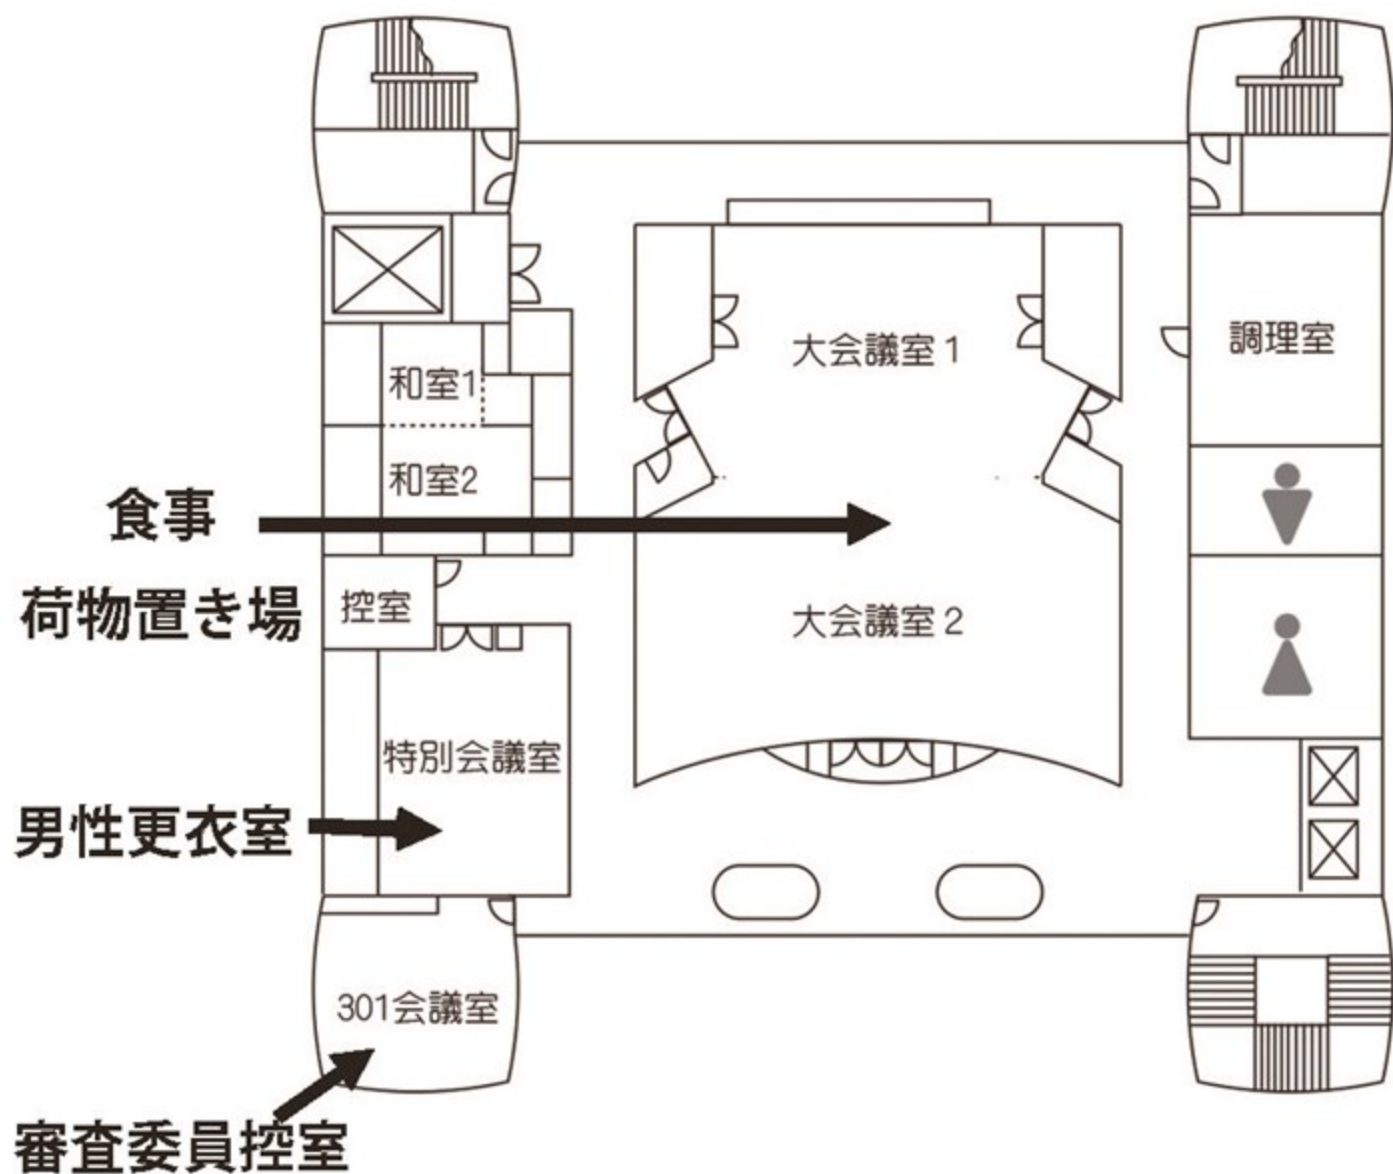 大会議室1
調理室
和室1
和室2
食事
荷物置き場
控室
大会議室2
特別会議室
男性更衣室
301会議室
審査委員控室